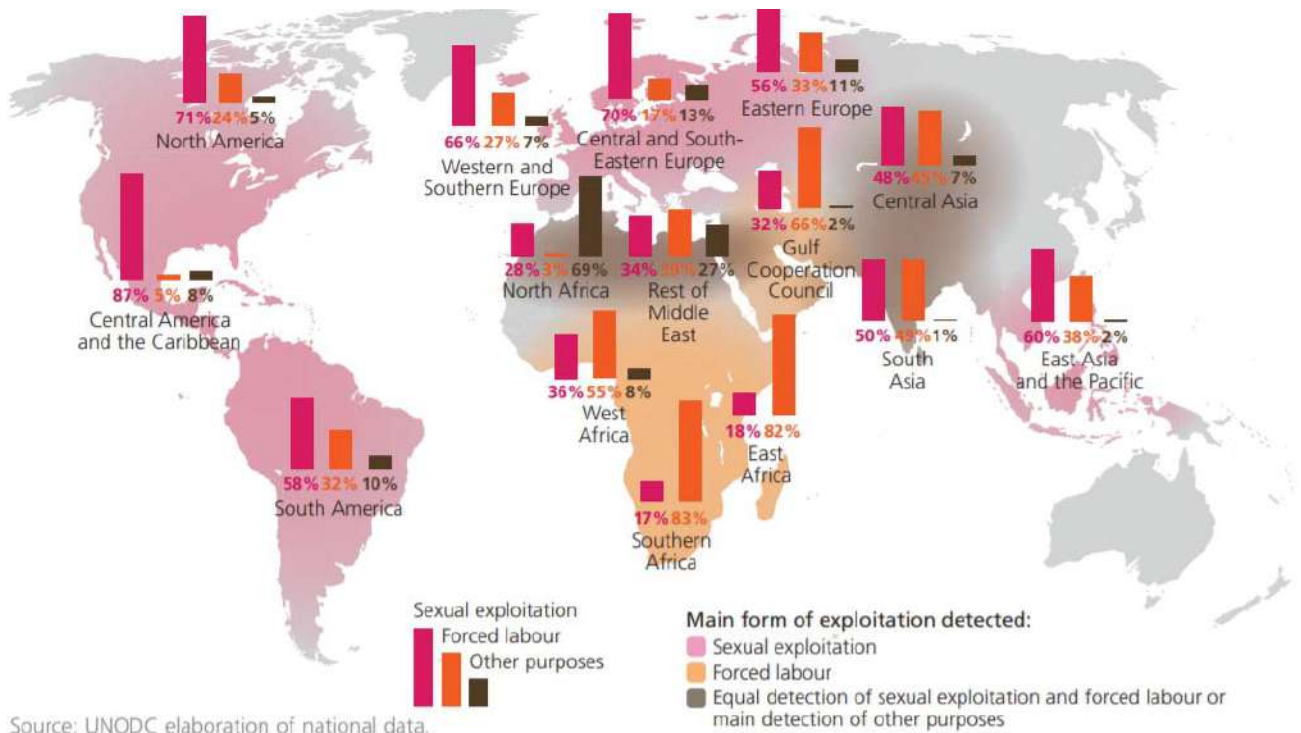 71% 24% 5%
North America
66% 27% 7%
Western and
Southern Europe
70% 17% 13%
Central and South-
Eastern Europe
56% 33% 11%
Eastern Europe
48% 45% 7%
Central Asia
87% 5% 8%
Central America
and the Caribbean
28% 3% 69%
North Africa
34% 39% 27%
Rest of
Middle
East
32% 66% 2%
Gulf
Cooperation
Council
50% 49% 1%
South
Asia
60% 38% 2%
East Asia
and the Pacific
36% 55% 8%
West
Africa
18% 82%
East
Africa
58% 32% 10%
South America
17% 83%
Southern
Africa
Sexual exploitation
Forced labour
Other purposes
Main form of exploitation detected:
Sexual exploitation
Forced labour
Equal detection of sexual exploitation and forced labour or
main detection of other purposes
Source: UNODC elaboration of national data.